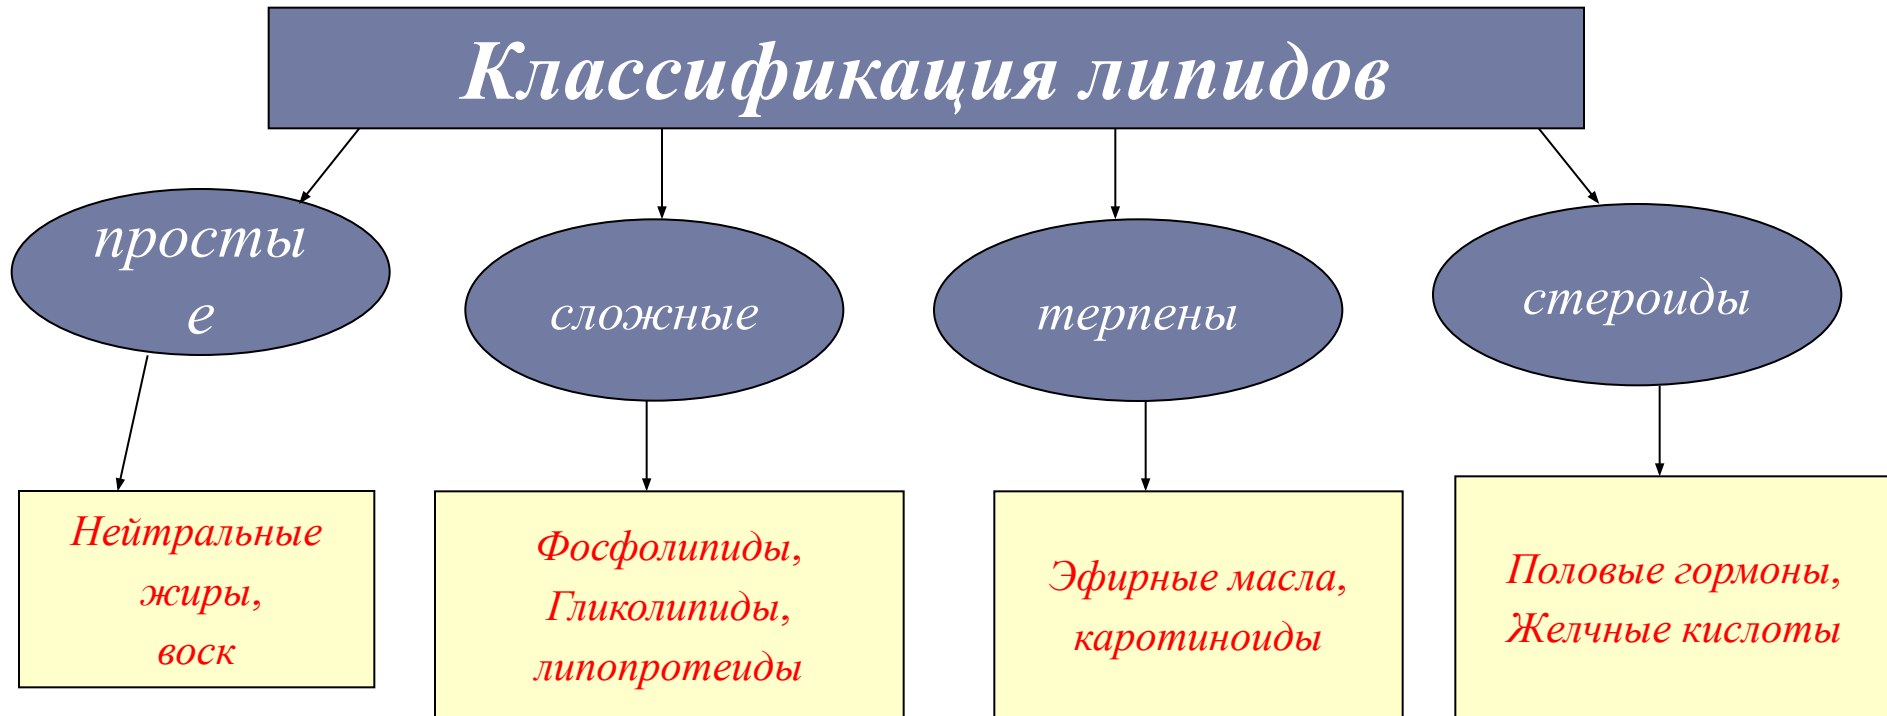 Классификация липидов
просты
е
сложные
терпены
стероиды
Нейтральные
жиры,
воск
Фосфолипиды,
Гликолипиды,
липопротеиды
Эфирные масла,
каротиноиды
Половые гормоны,
Желчные кислоты